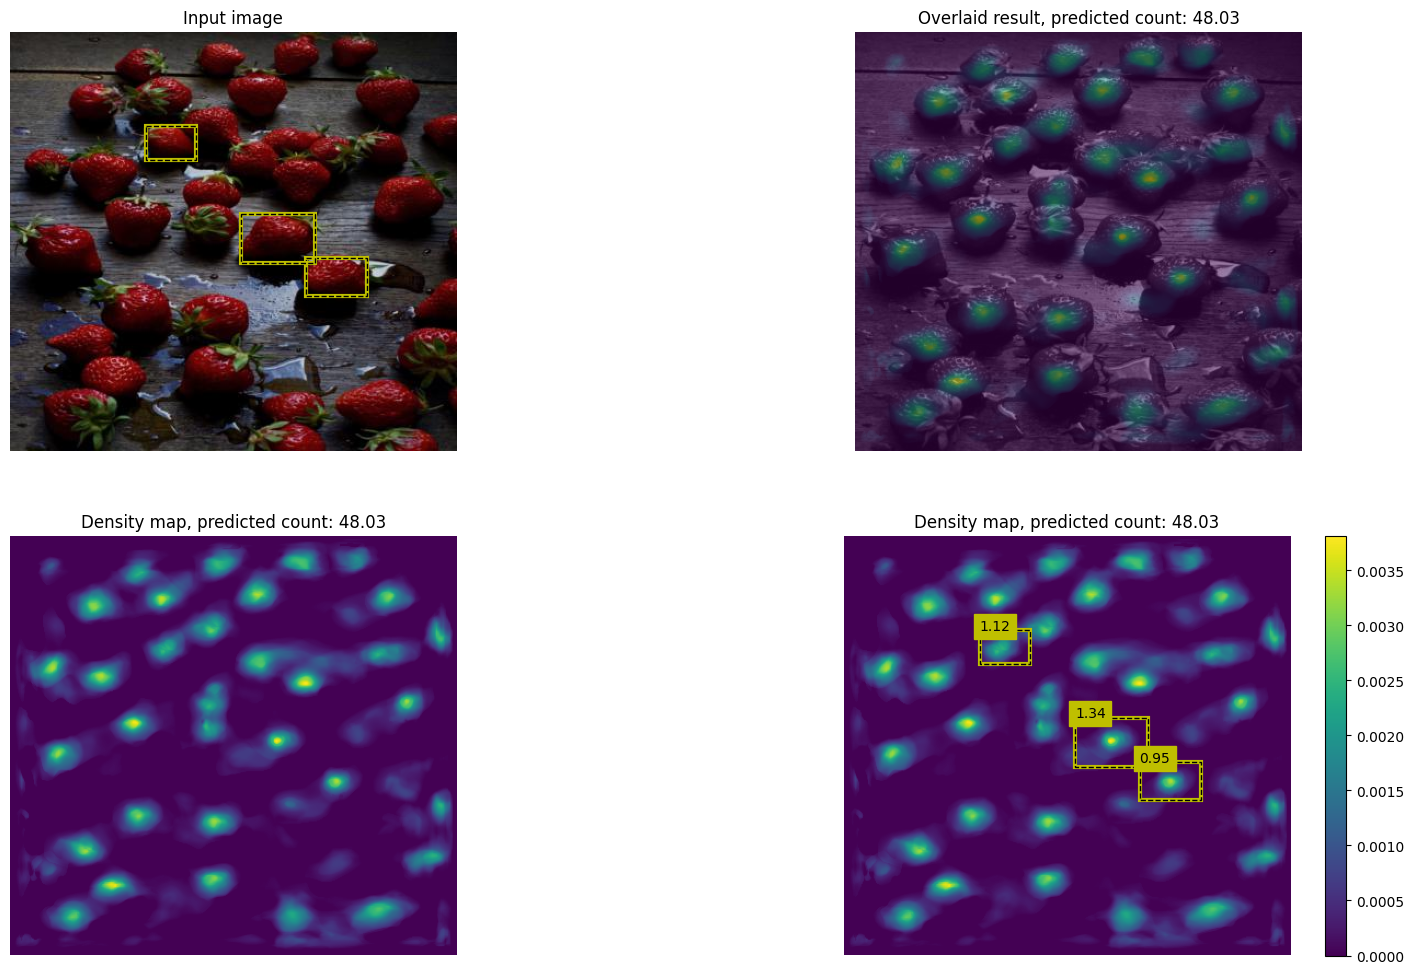 Input image
Overlaid result, predicted count: 48.03
Density map, predicted count: 48.03
Density map, predicted count: 48.03
1.12
1.34
0.95
0.0035
0.0030
0.0025
0.0020
0.0015
0.0010
0.0005
0.0000